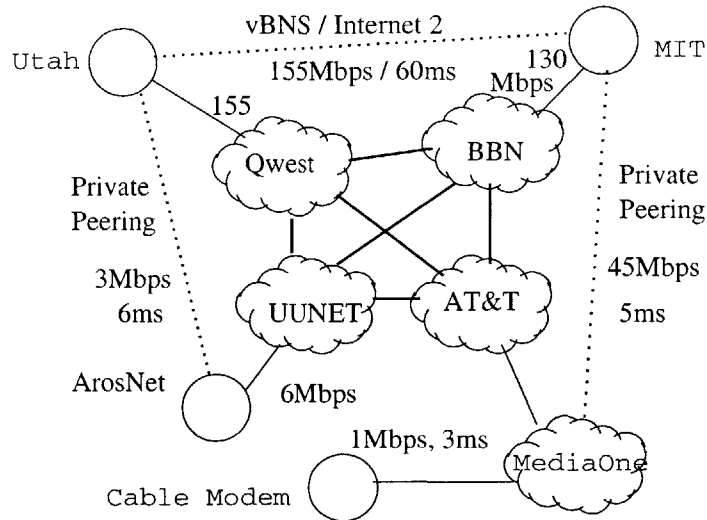 vBNS / Internet 2
Utah
MIT
155Mbps / 60ms
130
Mbps
155
Qwest
BBN
Private
Peering
Private
Peering
3Mbps
6ms
45Mbps
5ms
UUNET
AT&T
ArosNet
6Mbps
1Mbps, 3ms
MediaOne
Cable Modem